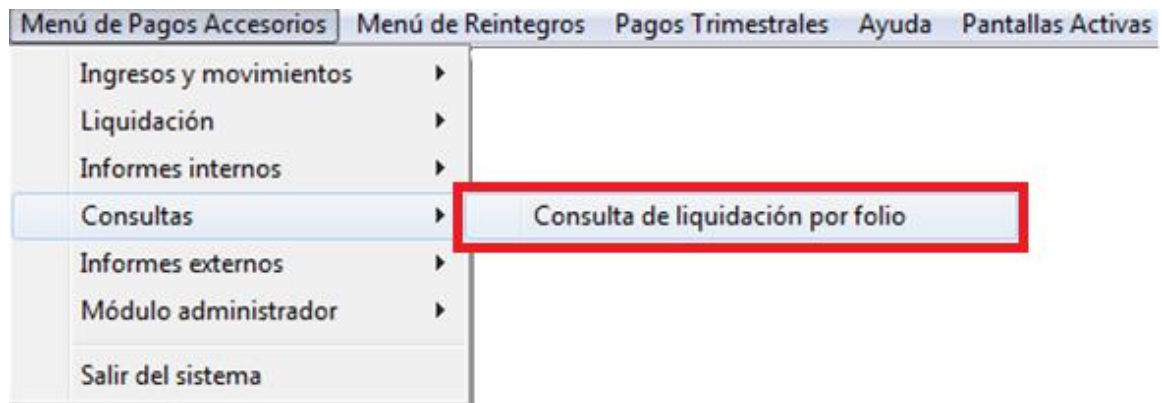 Menú de Pagos Accesorios Menú de Reintegros Pagos Trimestrales Ayuda Pantallas Activas
Ingresos y movimientos
Liquidación
Informes internos
Consultas Consulta de liquidación por folio
Informes externos
Módulo administrador
Salir del sistema